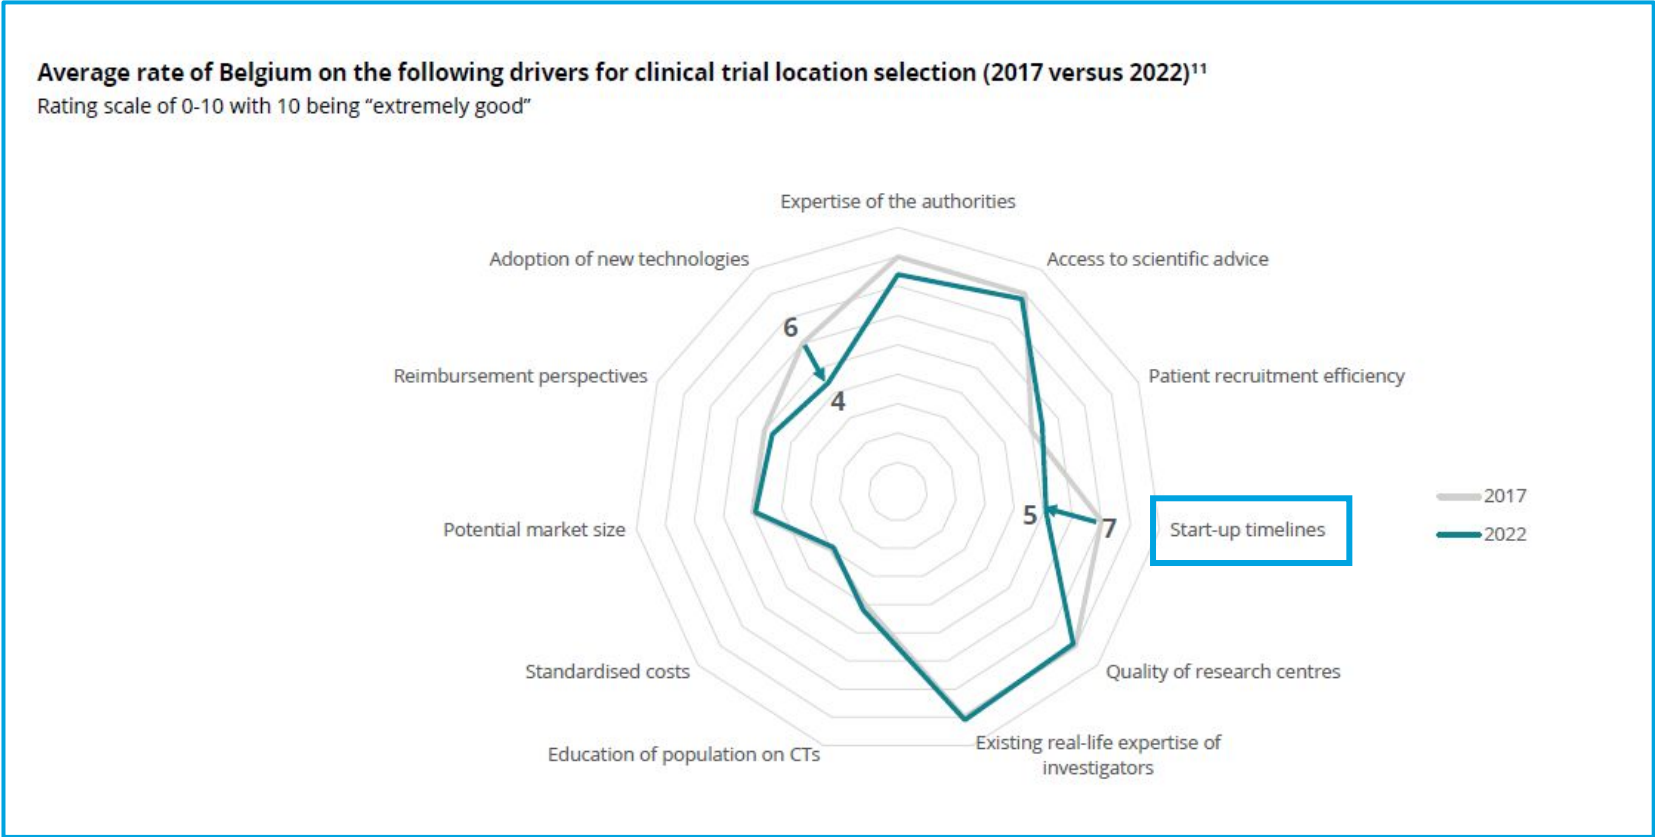 Average rate of Belgium on the following drivers for clinical trial location selection (2017 versus 2022)¹¹
Rating scale of 0-10 with 10 being “extremely good”
Expertise of the authorities
Adoption of new technologies
Access to scientific advice
6
Reimbursement perspectives
Patient recruitment efficiency
4
2017
5
7
Potential market size
Start-up timelines
2022
Standardised costs
Quality of research centres
Education of population on CTs
Existing real-life expertise of
investigators